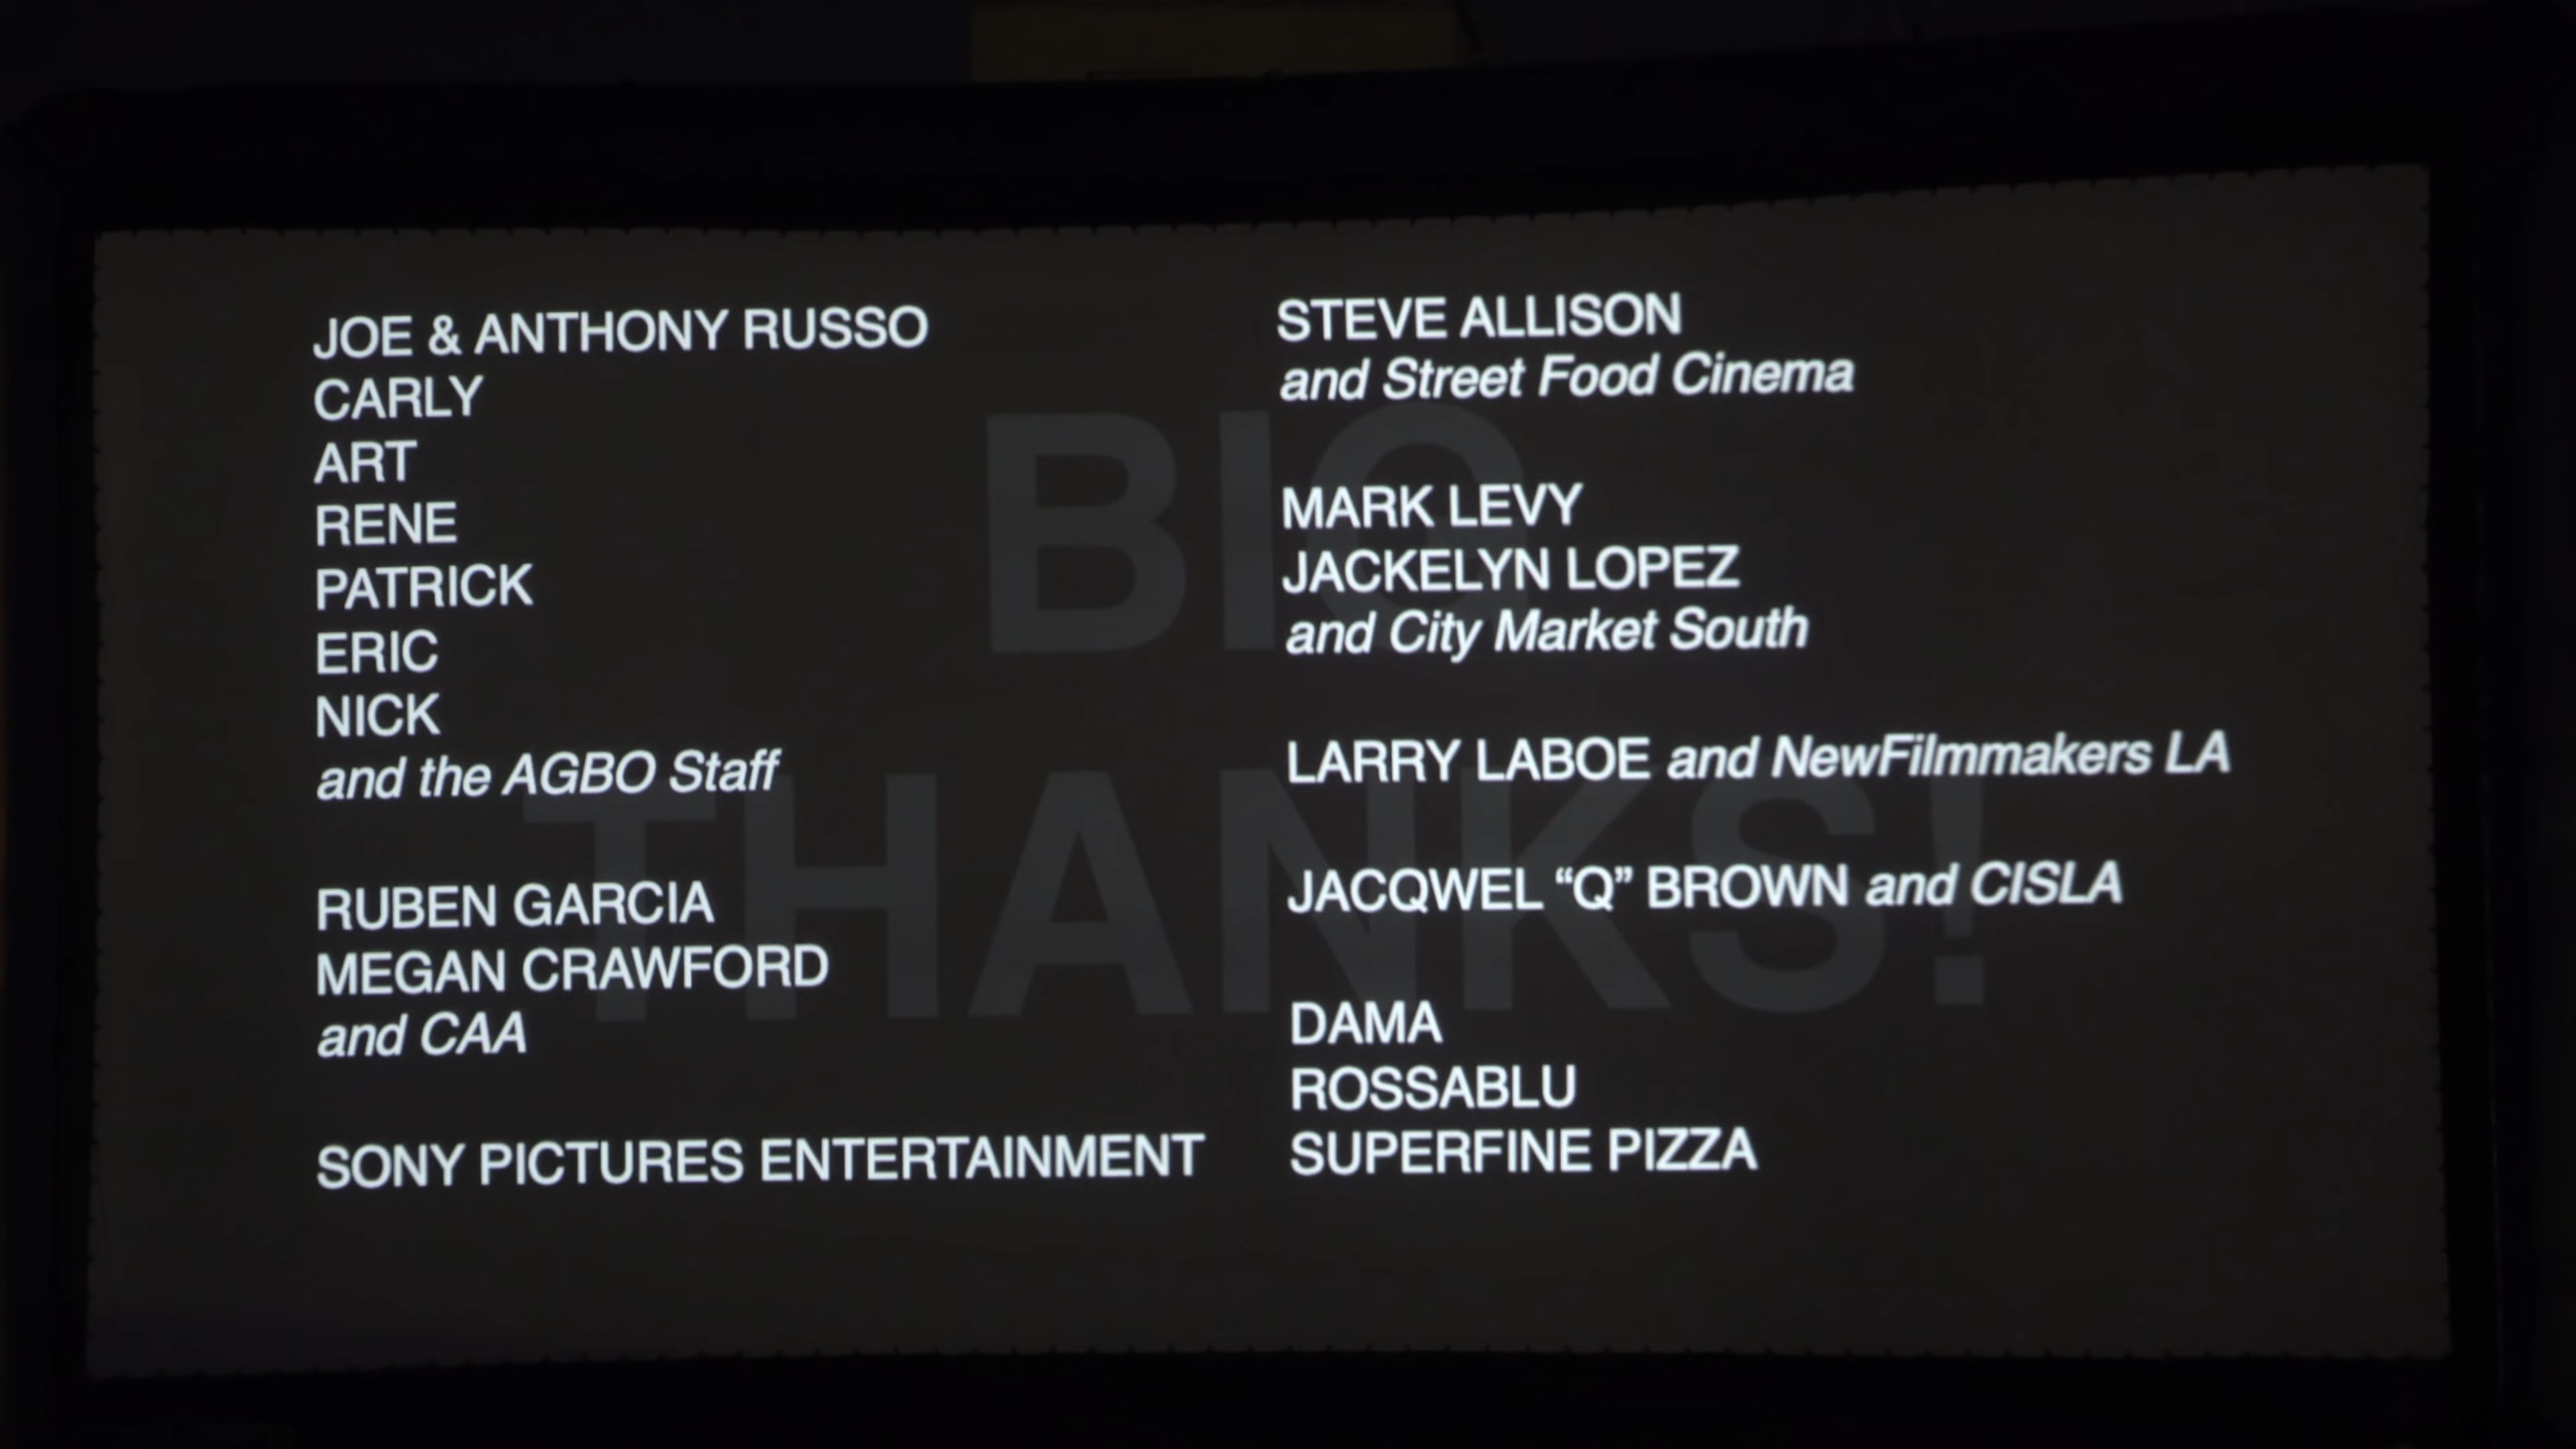 JOE & ANTHONY RUSSO
CARLY
ART
RENE
PATRICK
ERIC
NICK
and the AGBO Staff
RUBEN GARCIA
MEGAN CRAWFORD
and CAA
SONY PICTURES ENTERTAINMENT
STEVE ALLISON
and Street Food Cinema
MARK LEVY
JACKELYN LOPEZ
and City Market South
LARRY LABOE and NewFilmmakers LA
JACQWEL “Q” BROWN and CISLA
DAMA
ROSSABLU
SUPERFINE PIZZA
BIG
THANKS!